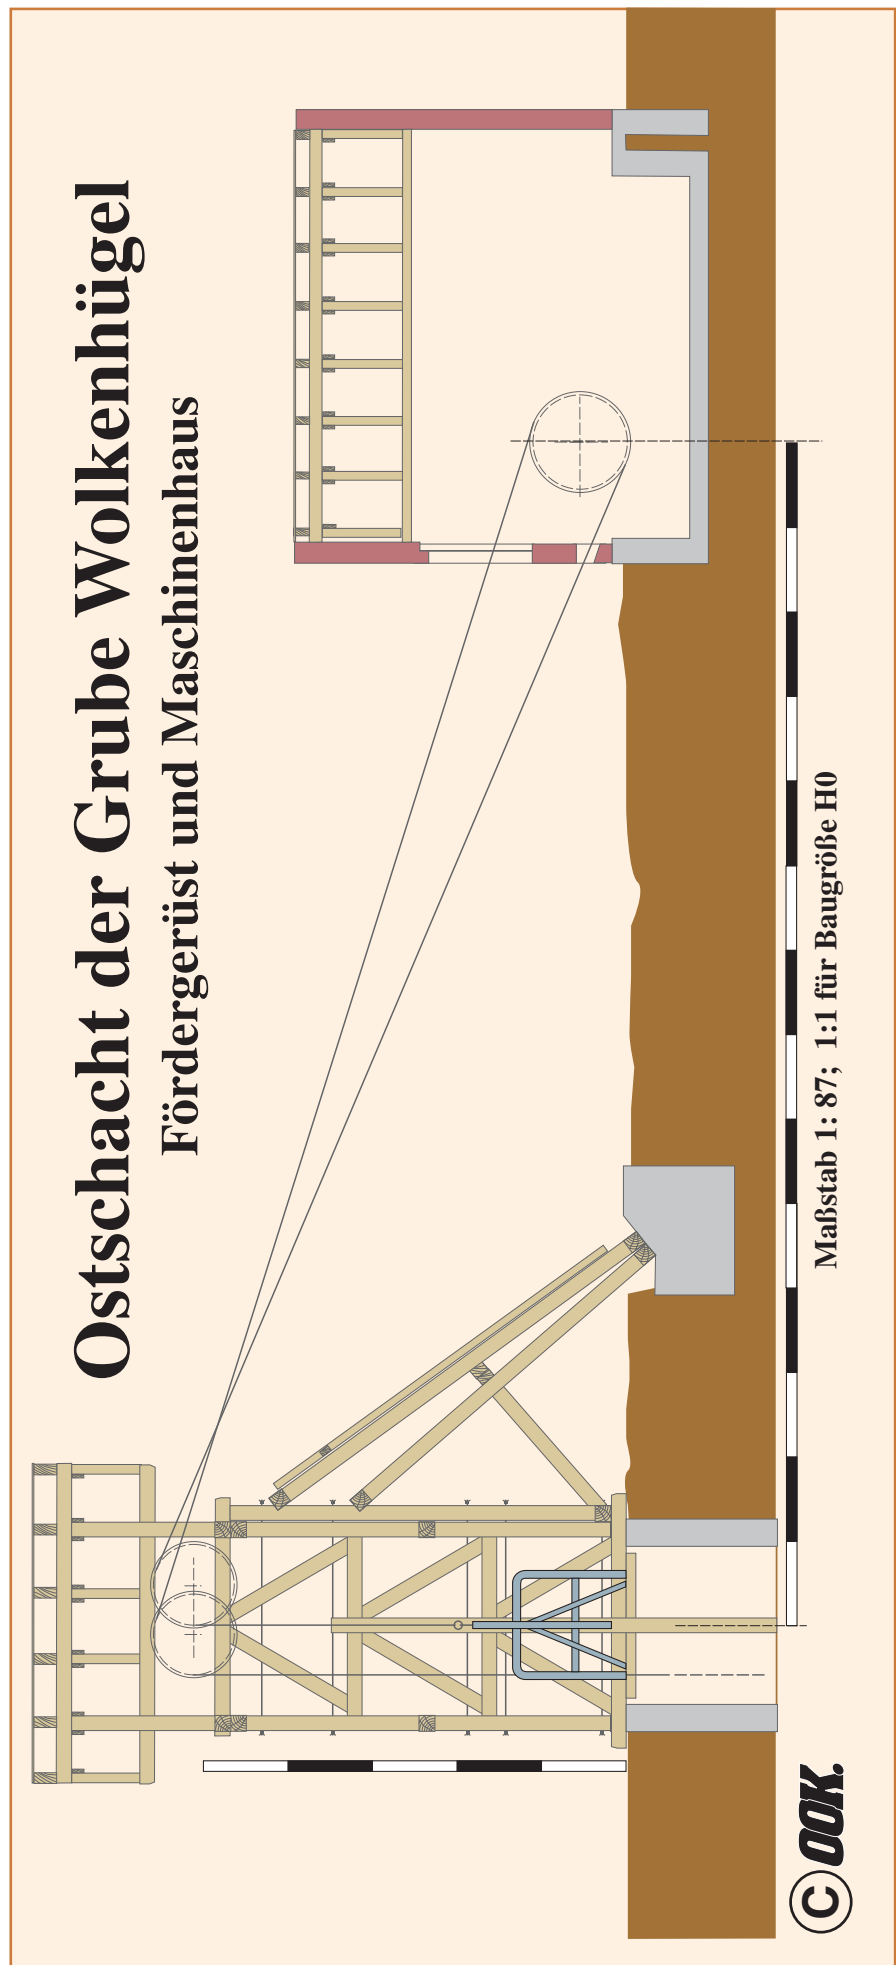 Ostschacht der Grube Wolkenhügel
Fördergerüst und Maschinenhaus
Maßstab 1: 87; 1:1 für Baugröße H0
© OOK.